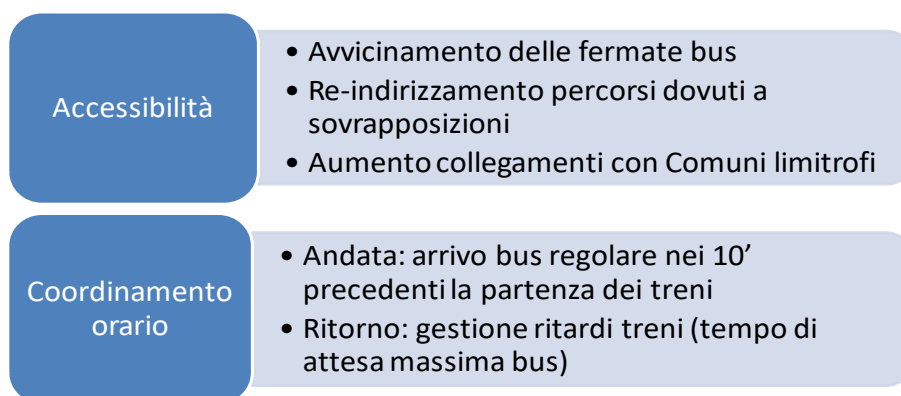 Accessibilità
• Avvicinamento delle fermate bus
• Re-indirizzamento percorsi dovuti a
sovrapposizioni
• Aumento collegamenti con Comuni limitrofi
Coordinamento
orario
• Andata: arrivo bus regolare nei 10’
precedenti la partenza dei treni
• Ritorno: gestione ritardi treni (tempo di
attesa massima bus)